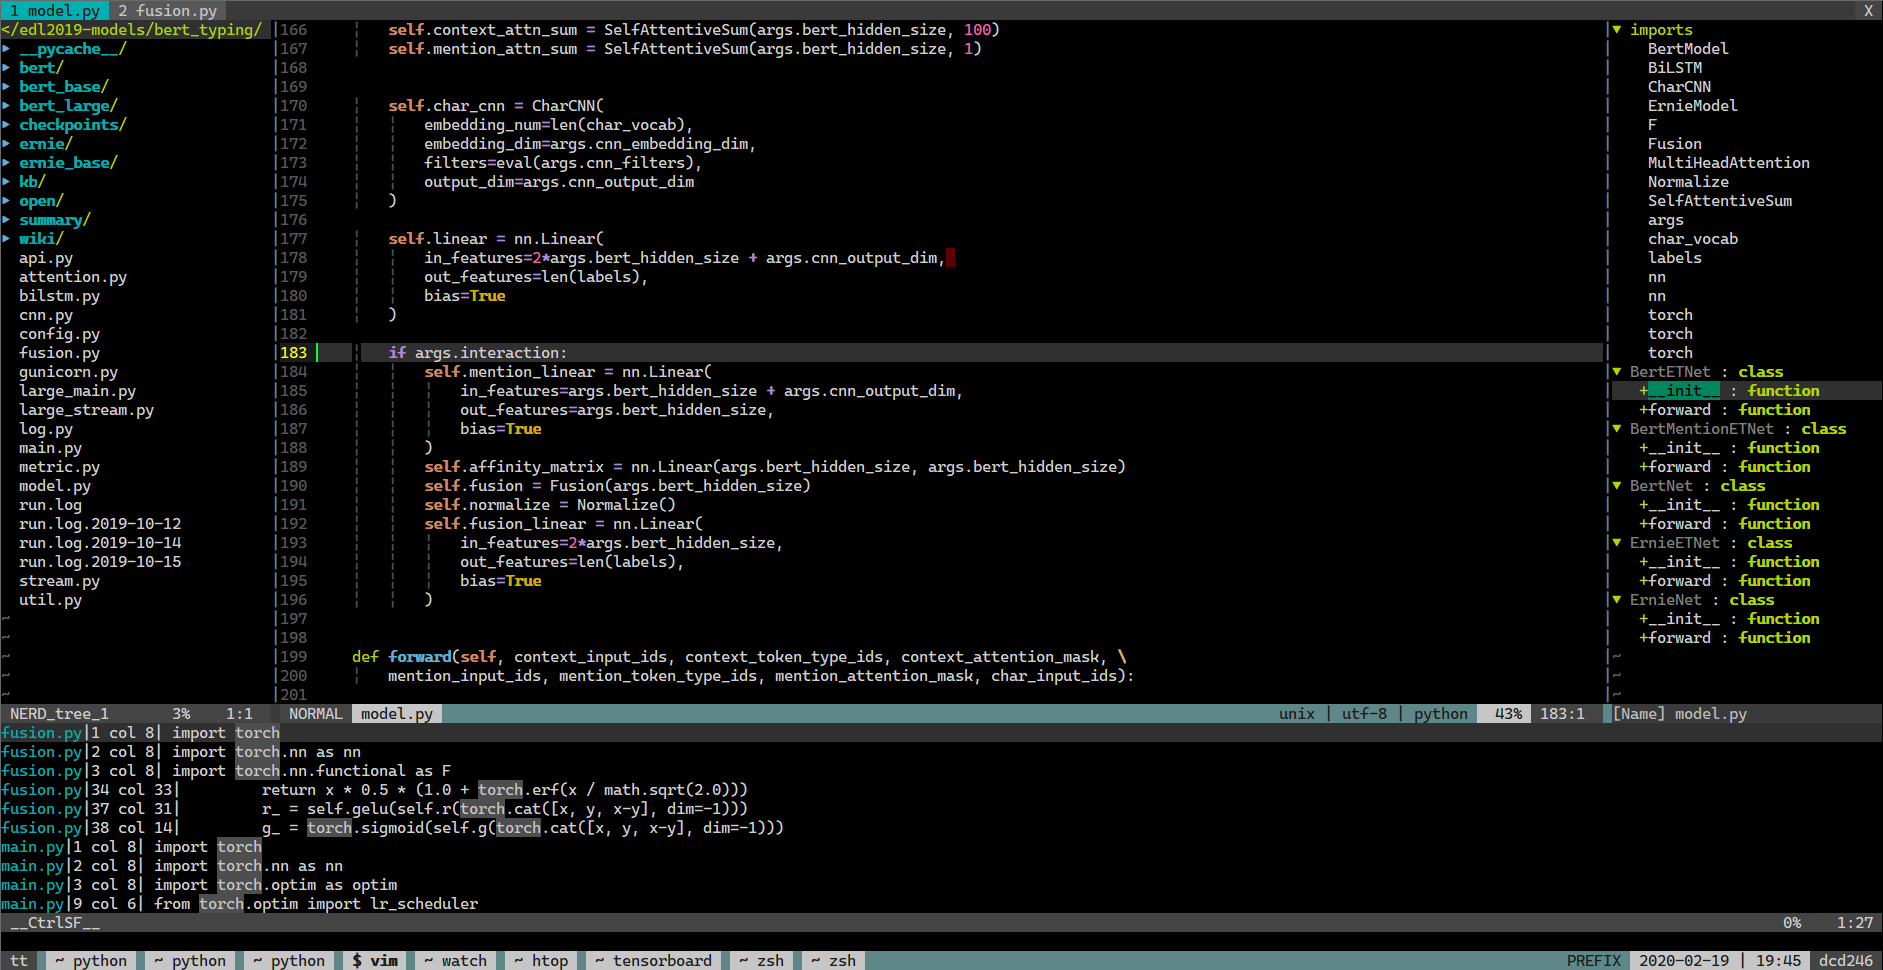 1 model.py  2 fusion.py  X
</edl2019-models/bert_typing/
▸ __pycache__/
▸ bert/
▸ bert_base/
▸ bert_large/
▸ checkpoints/
▸ ernie/
▸ ernie_base/
▸ kb/
▸ open/
▸ summary/
▸ wiki/
api.py
attention.py
bilstm.py
cnn.py
config.py
fusion.py
gunicorn.py
large_main.py
large_stream.py
log.py
main.py
metric.py
model.py
run.log
run.log.2019-10-12
run.log.2019-10-14
run.log.2019-10-15
stream.py
util.py
~
~
~
~
~
166         self.context_attn_sum = SelfAttentiveSum(args.bert_hidden_size, 100)
167         self.mention_attn_sum = SelfAttentiveSum(args.bert_hidden_size, 1)
168
169
170         self.char_cnn = CharCNN(
171             embedding_num=len(char_vocab),
172             embedding_dim=args.cnn_embedding_dim,
173             filters=eval(args.cnn_filters),
174             output_dim=args.cnn_output_dim
175         )
176
177         self.linear = nn.Linear(
178             in_features=2*args.bert_hidden_size + args.cnn_output_dim,
179             out_features=len(labels),
180             bias=True
181         )
182
183         if args.interaction:
184             self.mention_linear = nn.Linear(
185                 in_features=args.bert_hidden_size + args.cnn_output_dim,
186                 out_features=args.bert_hidden_size,
187                 bias=True
188             )
189             self.affinity_matrix = nn.Linear(args.bert_hidden_size, args.bert_hidden_size)
190             self.fusion = Fusion(args.bert_hidden_size)
191             self.normalize = Normalize()
192             self.fusion_linear = nn.Linear(
193                 in_features=2*args.bert_hidden_size,
194                 out_features=len(labels),
195                 bias=True
196             )
197
198
199     def forward(self, context_input_ids, context_token_type_ids, context_attention_mask, \
200         mention_input_ids, mention_token_type_ids, mention_attention_mask, char_input_ids):
201
▼ imports
BertModel
BiLSTM
CharCNN
ErnieModel
F
Fusion
MultiHeadAttention
Normalize
SelfAttentiveSum
args
char_vocab
labels
nn
nn
torch
torch
torch
▼ BertETNet : class
+__init__ : function
+forward : function
▼ BertMentionETNet : class
+__init__ : function
+forward : function
▼ BertNet : class
+__init__ : function
+forward : function
▼ ErnieETNet : class
+__init__ : function
+forward : function
▼ ErnieNet : class
+__init__ : function
+forward : function
~
~
~
NERD_tree_1 3% 1:1 NORMAL model.py unix | utf-8 | python 43% 183:1 [Name] model.py
fusion.py|1 col 8| import torch
fusion.py|2 col 8| import torch.nn as nn
fusion.py|3 col 8| import torch.nn.functional as F
fusion.py|34 col 33|         return x * 0.5 * (1.0 + torch.erf(x / math.sqrt(2.0)))
fusion.py|37 col 31|         r_ = self.gelu(self.r(torch.cat([x, y, x-y], dim=-1)))
fusion.py|38 col 14|         g_ = torch.sigmoid(self.g(torch.cat([x, y, x-y], dim=-1)))
main.py|1 col 8| import torch
main.py|2 col 8| import torch.nn as nn
main.py|3 col 8| import torch.optim as optim
main.py|9 col 6| from torch.optim import lr_scheduler
__CtrlSF__ 0% 1:27
tt ~ python ~ python ~ python $ vim ~ watch ~ htop ~ tensorboard ~ zsh ~ zsh PREFIX 2020-02-19 | 19:45 dcd246